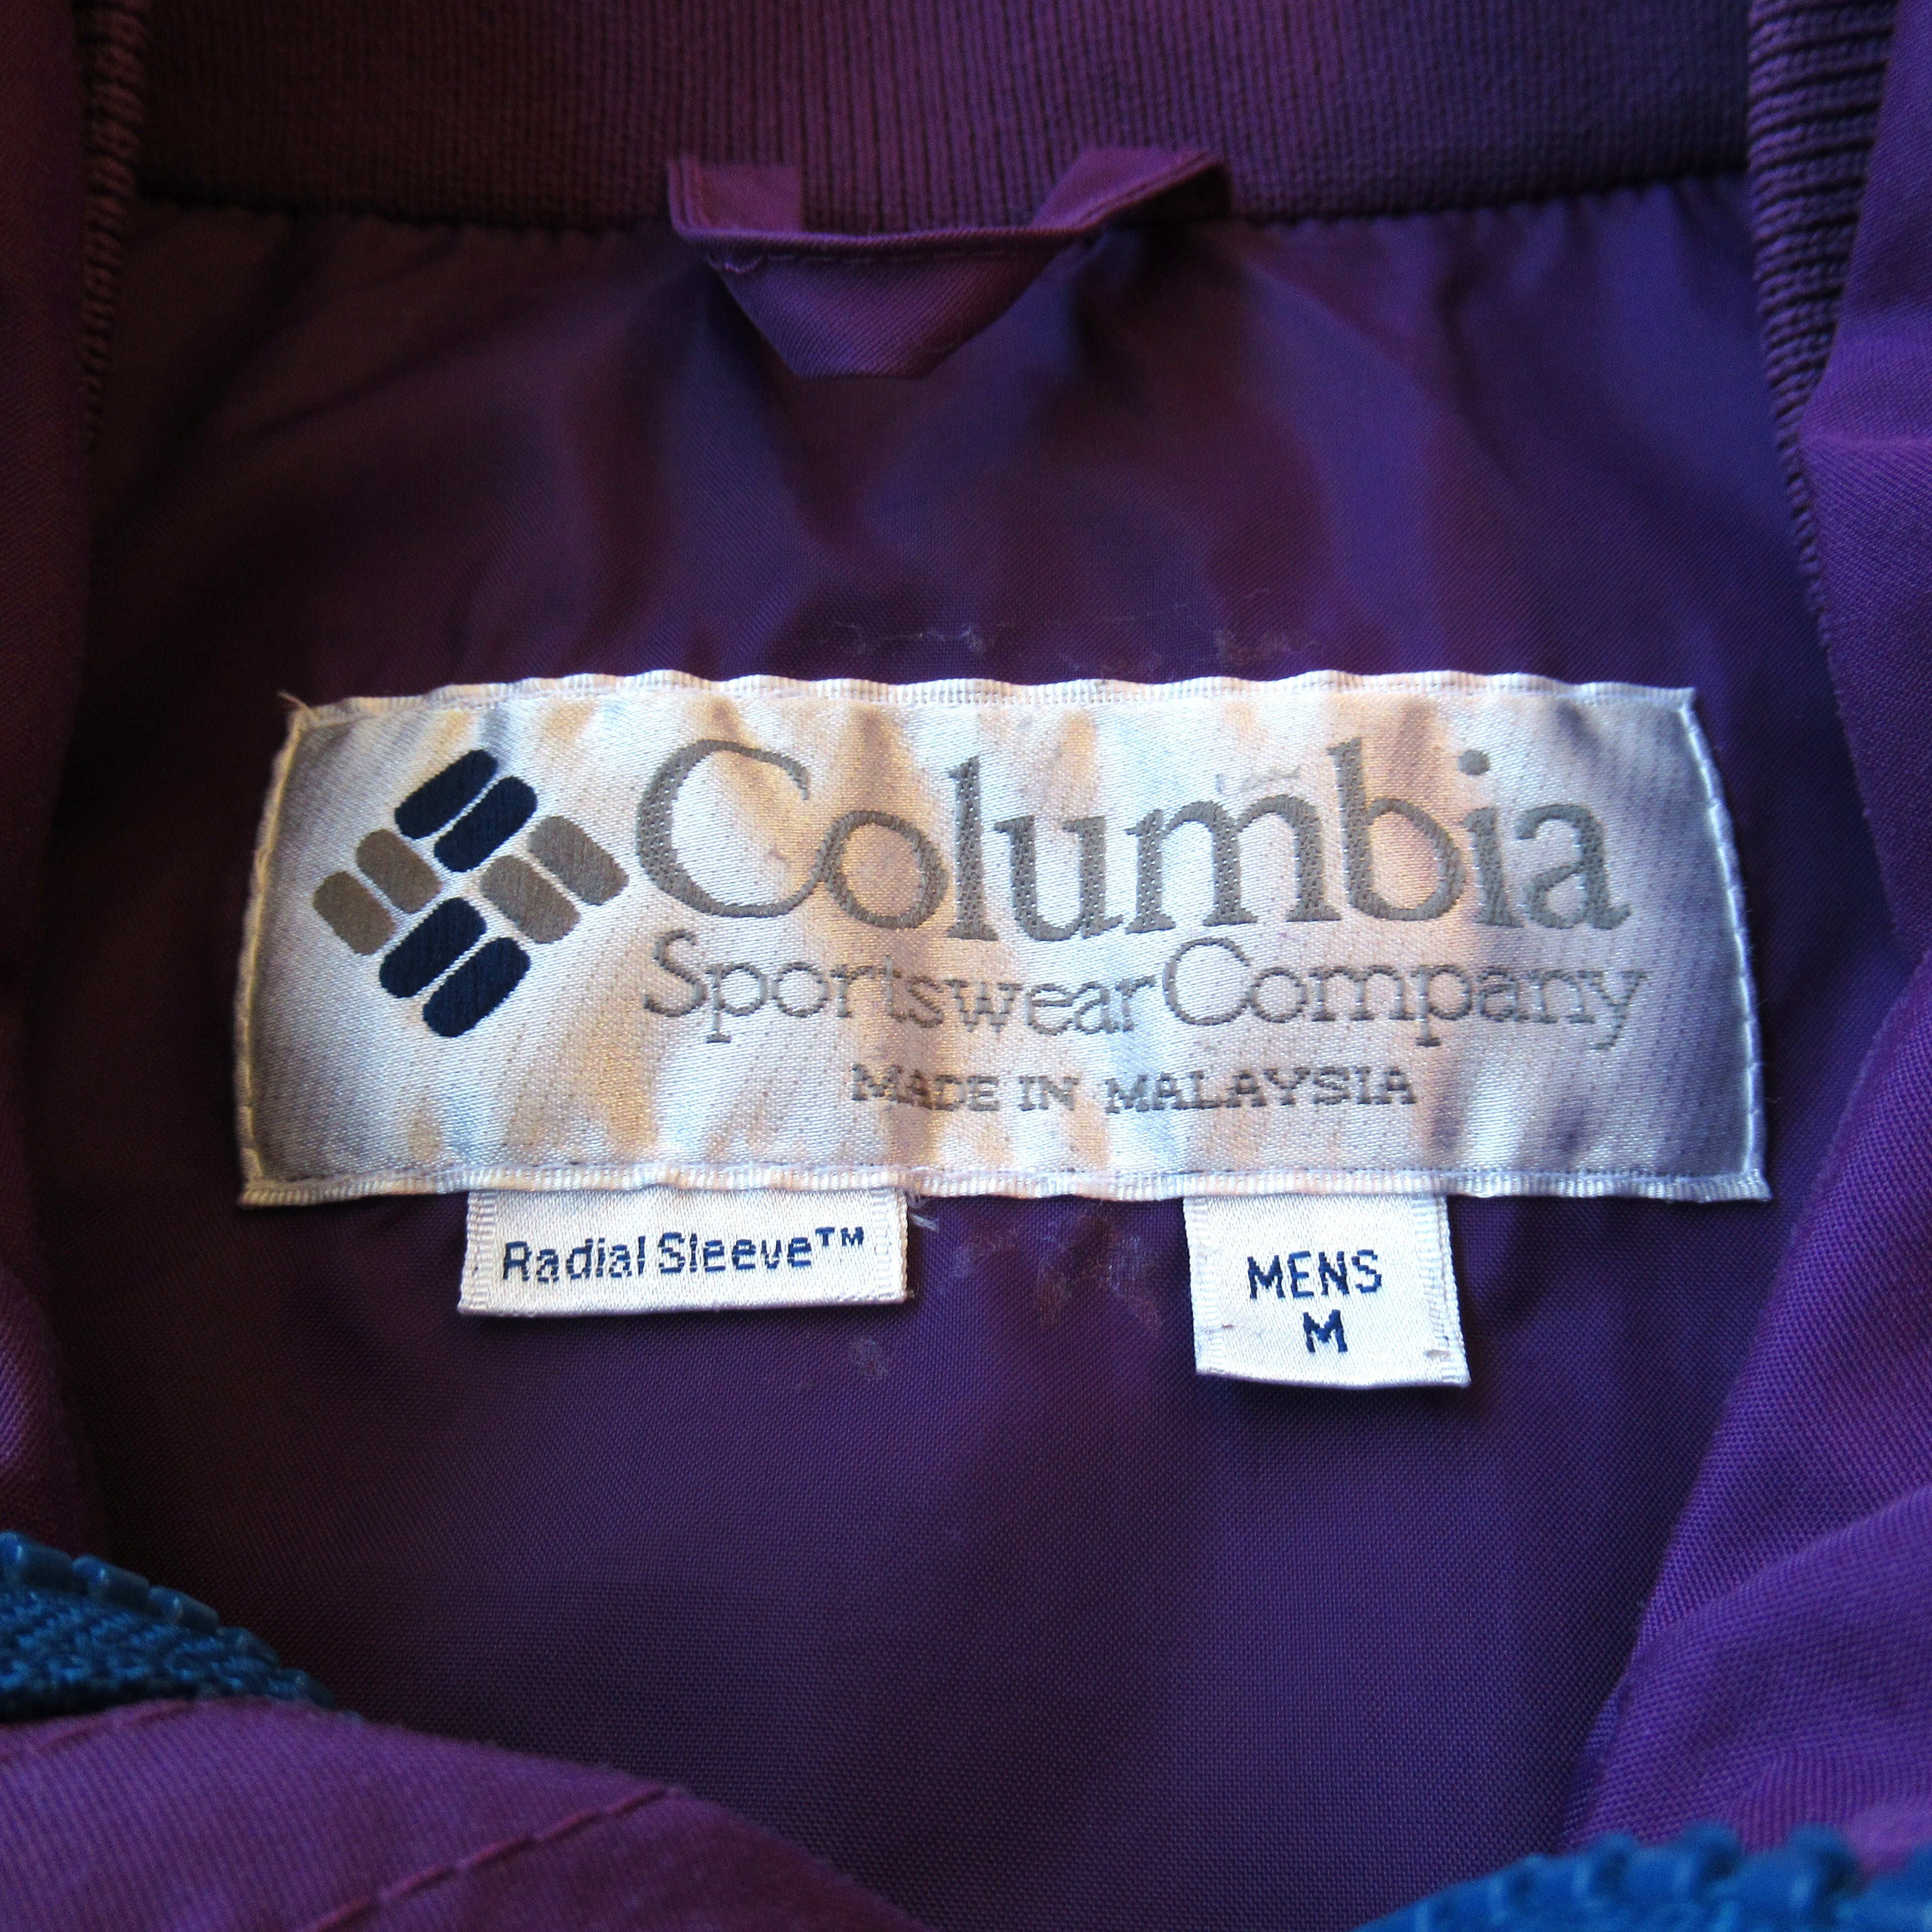 Columbia
Sportswear Company
MADE IN MALAYSIA
Radial Sleeve™
MENS
M